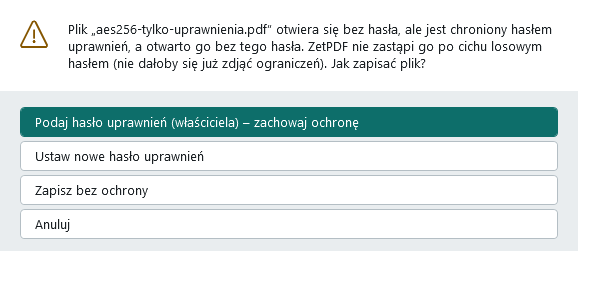 Plik „aes256-tylko-uprawnienia.pdf” otwiera się bez hasła, ale jest chroniony hasłem
uprawnień, a otwarto go bez tego hasła. ZetPDF nie zastąpi go po cichu losowym
hasłem (nie dałoby się już zdjąć ograniczeń). Jak zapisać plik?
Podaj hasło uprawnień (właściciela) – zachowaj ochronę
Ustaw nowe hasło uprawnień
Zapisz bez ochrony
Anuluj